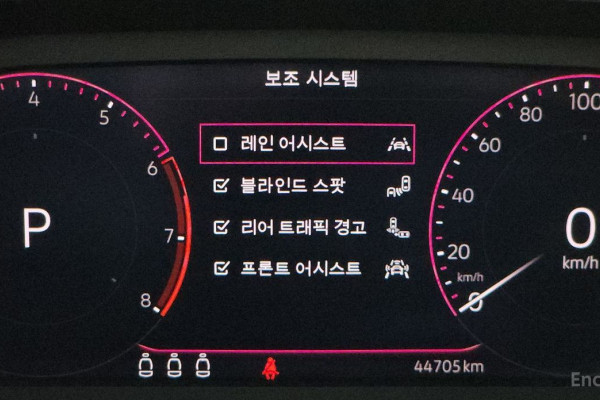 보조 시스템
4
5
6
7
8
P
레인 어시스트
블라인드 스팟
리어 트래픽 경고
프론트 어시스트
100
80
60
40
20
km/h
0
0
km/h
44705 km
Enc